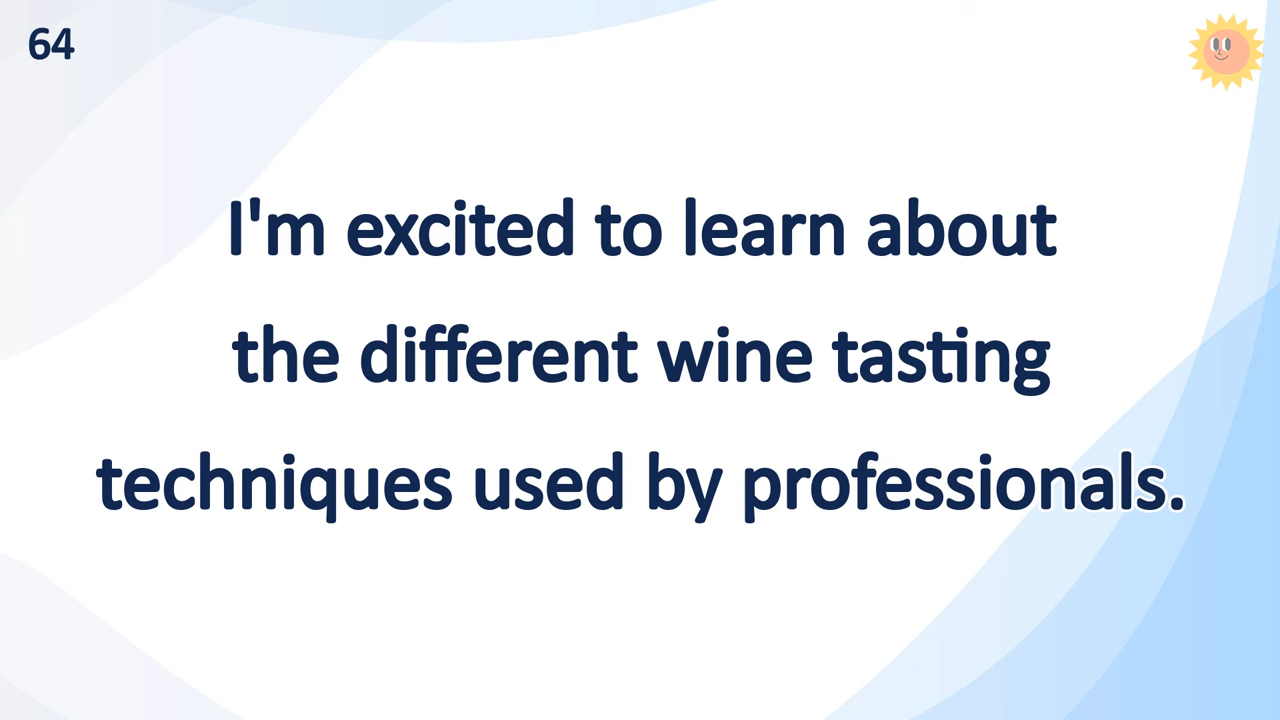 64
I'm excited to learn about
the different wine tasting
techniques used by professionals.